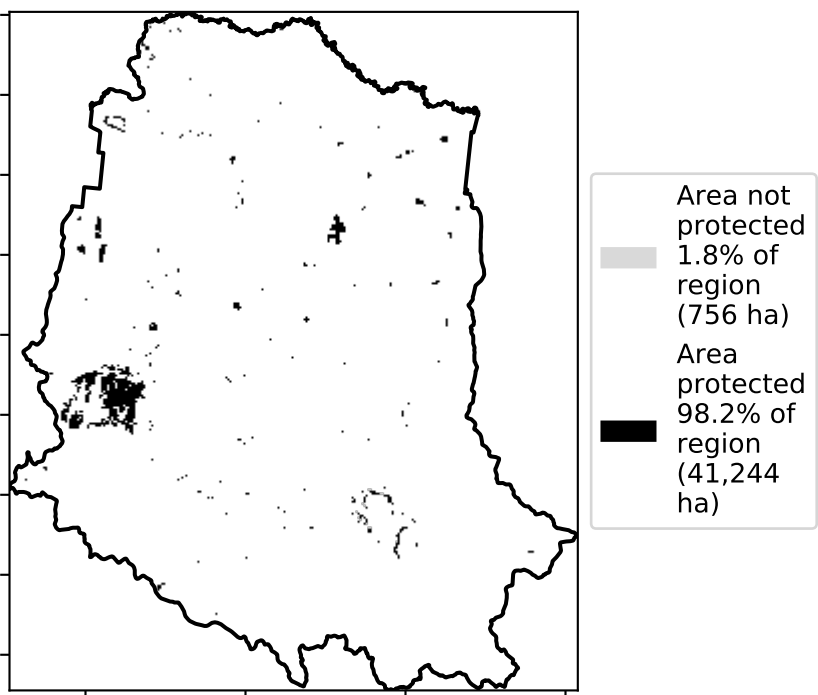 Area not
protected
1.8% of
region
(756 ha)
Area
protected
98.2% of
region
(41,244
ha)